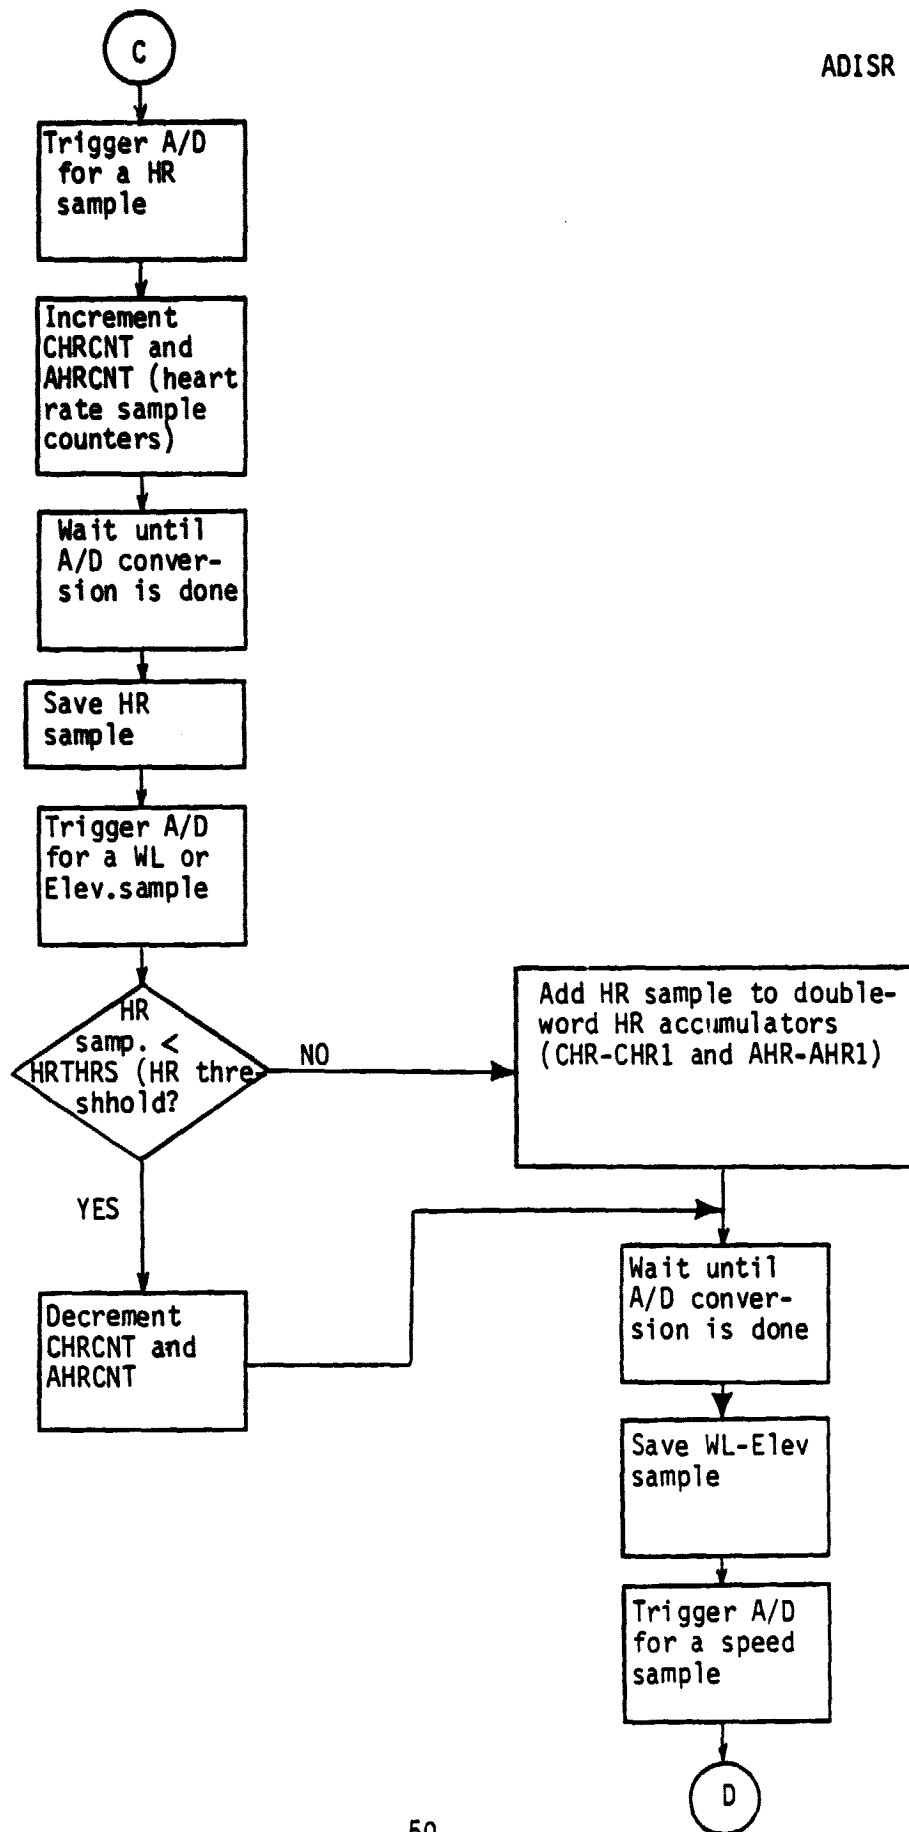 C
ADISR
Trigger A/D
for a HR
sample
Increment
CHRCNT and
AHRCNT (heart
rate sample
counters)
Wait until
A/D conver-
sion is done
Save HR
sample
Trigger A/D
for a WL or
Elev.sample
HR
samp. <
HRTHRS (HR thre-
shhold?
NO
Add HR sample to double-
word HR accumulators
(CHR-CHR1 and AHR-AHR1)
YES
Decrement
CHRCNT and
AHRCNT
Wait until
A/D conver-
sion is done
Save WL-Elev
sample
Trigger A/D
for a speed
sample
D